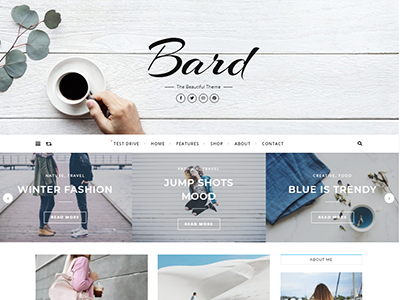 Bard
The Beautiful Theme
TEST DRIVE HOME FEATURES SHOP ABOUT CONTACT
NATURE, TRAVEL
WINTER FASHION
READ MORE
TRAVEL
JUMP SHOTS
MOOD
READ MORE
CREATIVE, FOOD
BLUE IS TRENDY
READ MORE
ABOUT ME